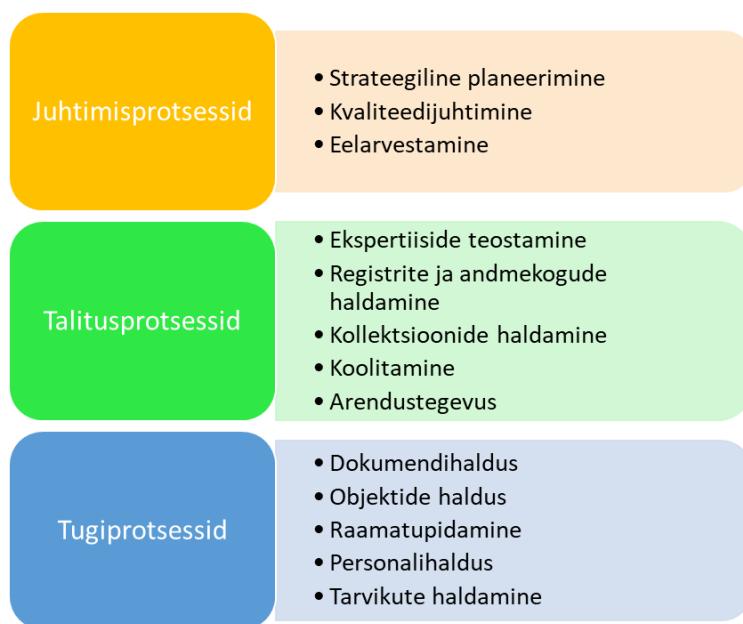 Juhtimisprotsessid
• Strateegiline planeerimine
• Kvaliteedijuhtimine
• Eelarvestamine
Talitusprotsessid
• Ekspertiiside teostamine
• Registrite ja andmekogude
haldamine
• Kollektsioonide haldamine
• Koolitamine
• Arendustegevus
Tugiprotsessid
• Dokumendihaldus
• Objektide haldus
• Raamatupidamine
• Personalihaldus
• Tarvikute haldamine